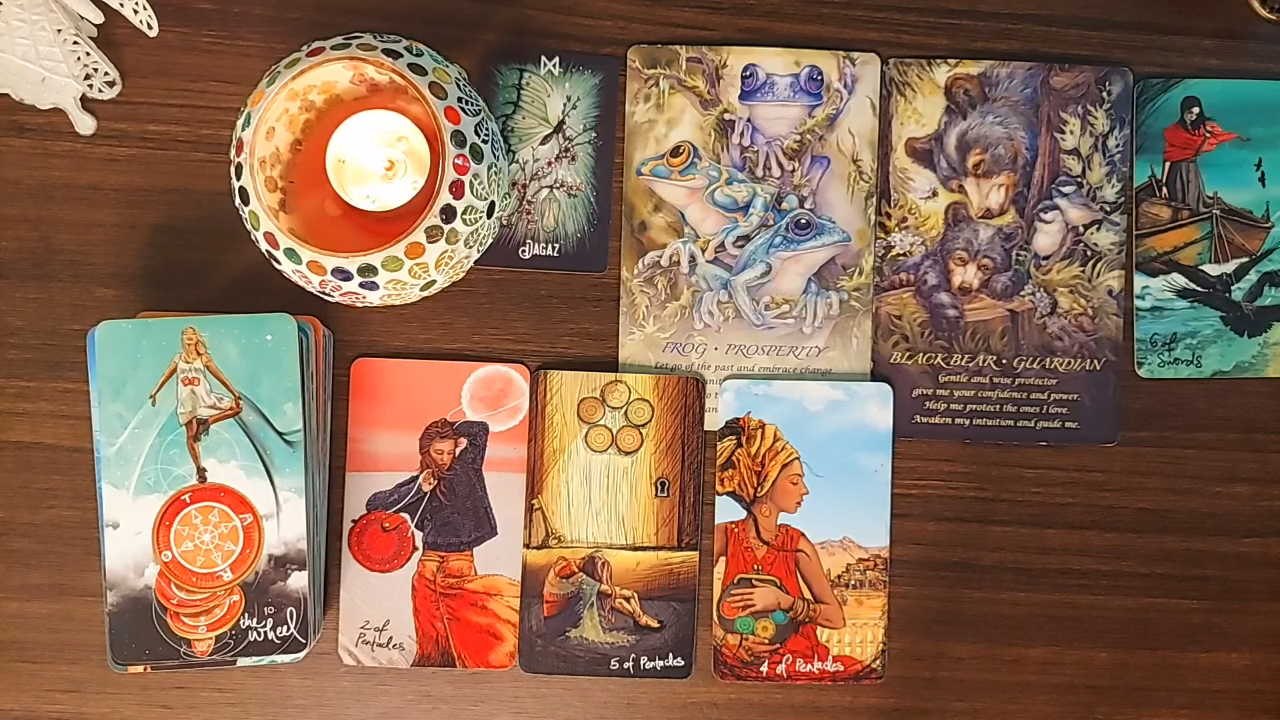 DAGAZ
FROG • PROSPERITY
Let go of the past and embrace change.
BLACK BEAR • GUARDIAN
Gentle and wise protector
give me your confidence and power.
Help me protect the ones I love.
Awaken my intuition and guide me.
6 of
Swords
T
A
R
O
10
the Wheel
2 of
Pentacles
5 of Pentacles
4 of Pentacles